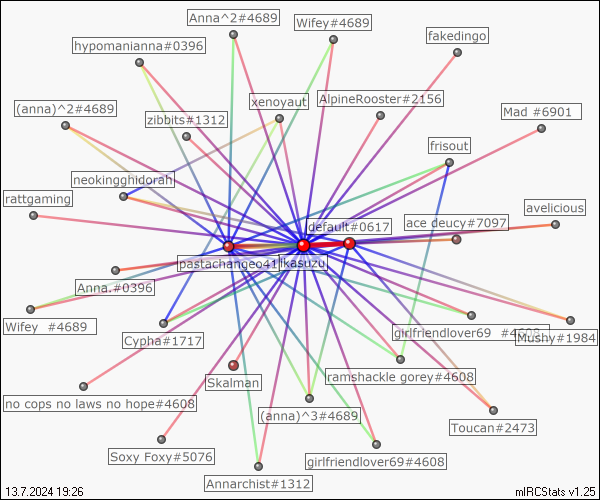 Anna^2#4689
Wifey#4689
fakedingo
hypomanianna#0396
xenoyaut
AlpineRooster#2156
(anna)^2#4689
zibbits#1312
Mad #6901
frisout
neokingghidorah
rattgaming
avelicious
default#0617
ace deucy#7097
pastachangeo41
ikasuzu
Anna.#0396
Wifey #4689
Cypha#1717
girlfriendlover69 #4608
Mushy#1984
Skalman
ramshackle gorey#4608
no cops no laws no hope#4608
(anna)^3#4689
Toucan#2473
Soxy Foxy#5076
Annarchist#1312
girlfriendlover69#4608
13.7.2024 19:26
mIRCStats v1.25